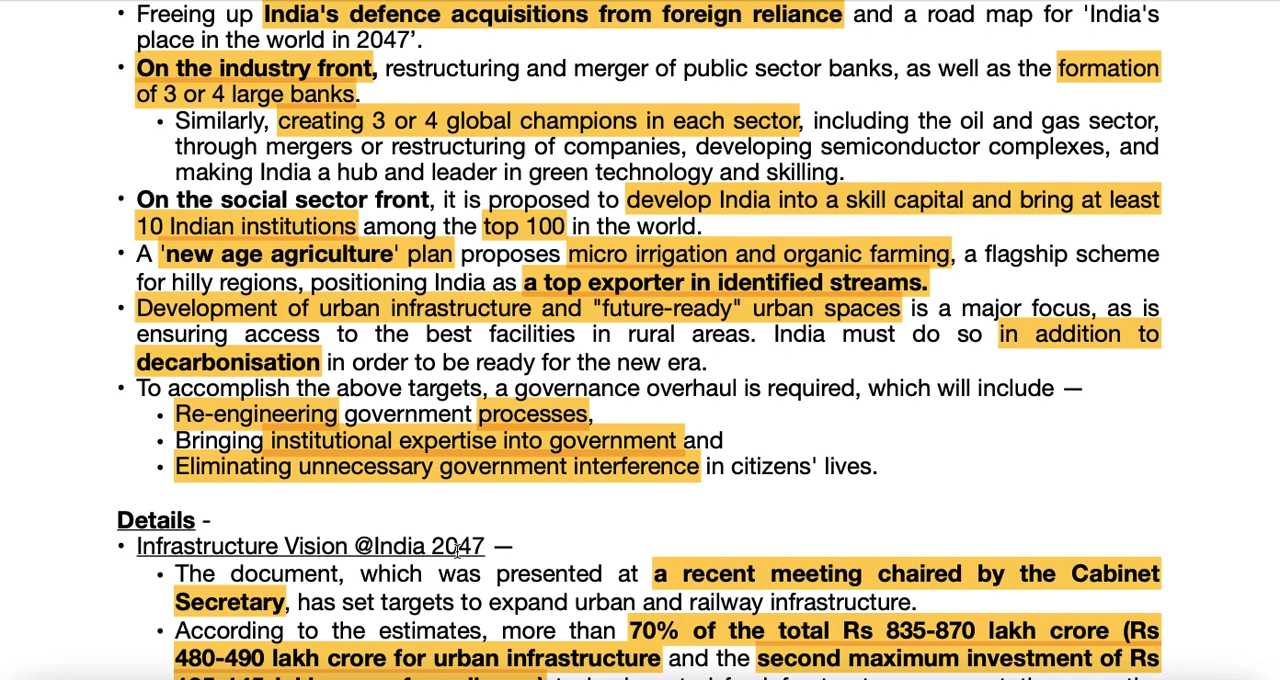 • Freeing up India's defence acquisitions from foreign reliance and a road map for 'India's
place in the world in 2047’.
• On the industry front, restructuring and merger of public sector banks, as well as the formation
of 3 or 4 large banks.
• Similarly, creating 3 or 4 global champions in each sector, including the oil and gas sector,
through mergers or restructuring of companies, developing semiconductor complexes, and
making India a hub and leader in green technology and skilling.
• On the social sector front, it is proposed to develop India into a skill capital and bring at least
10 Indian institutions among the top 100 in the world.
• A 'new age agriculture' plan proposes micro irrigation and organic farming, a flagship scheme
for hilly regions, positioning India as a top exporter in identified streams.
• Development of urban infrastructure and "future-ready" urban spaces is a major focus, as is
ensuring access to the best facilities in rural areas. India must do so in addition to
decarbonisation in order to be ready for the new era.
• To accomplish the above targets, a governance overhaul is required, which will include —
• Re-engineering government processes,
• Bringing institutional expertise into government and
• Eliminating unnecessary government interference in citizens' lives.
Details -
• Infrastructure Vision @India 2047 —
• The document, which was presented at a recent meeting chaired by the Cabinet
Secretary, has set targets to expand urban and railway infrastructure.
• According to the estimates, more than 70% of the total Rs 835-870 lakh crore (Rs
480-490 lakh crore for urban infrastructure and the second maximum investment of Rs